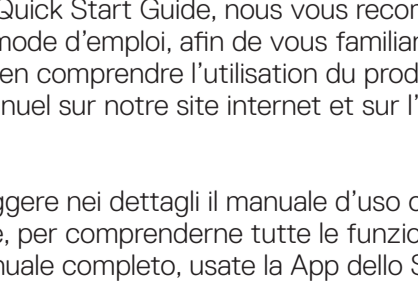 Quick Start Guide, nous vous recom
mode d'emploi, afin de vous familiar
en comprendre l'utilisation du prod
nuel sur notre site internet et sur l'
ggere nei dettagli il manuale d'uso
e, per comprenderne tutte le funzio
nuale completo, usate la App dello S